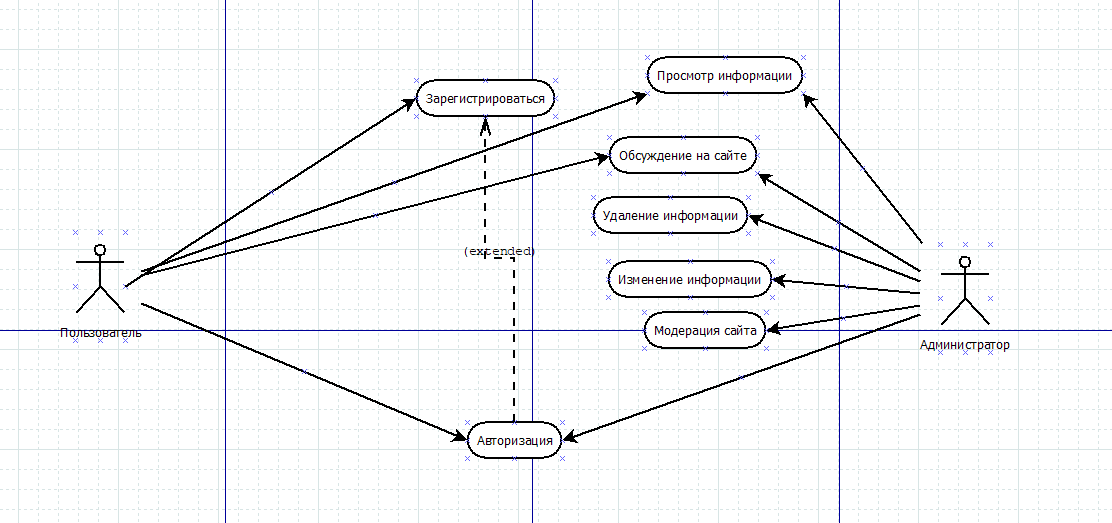 Просмотр информации
Зарегистрироваться
Обсуждение на сайте
Удаление информации
(extended)
Изменение информации
Модерация сайта
Пользователь
Администратор
Авторизация